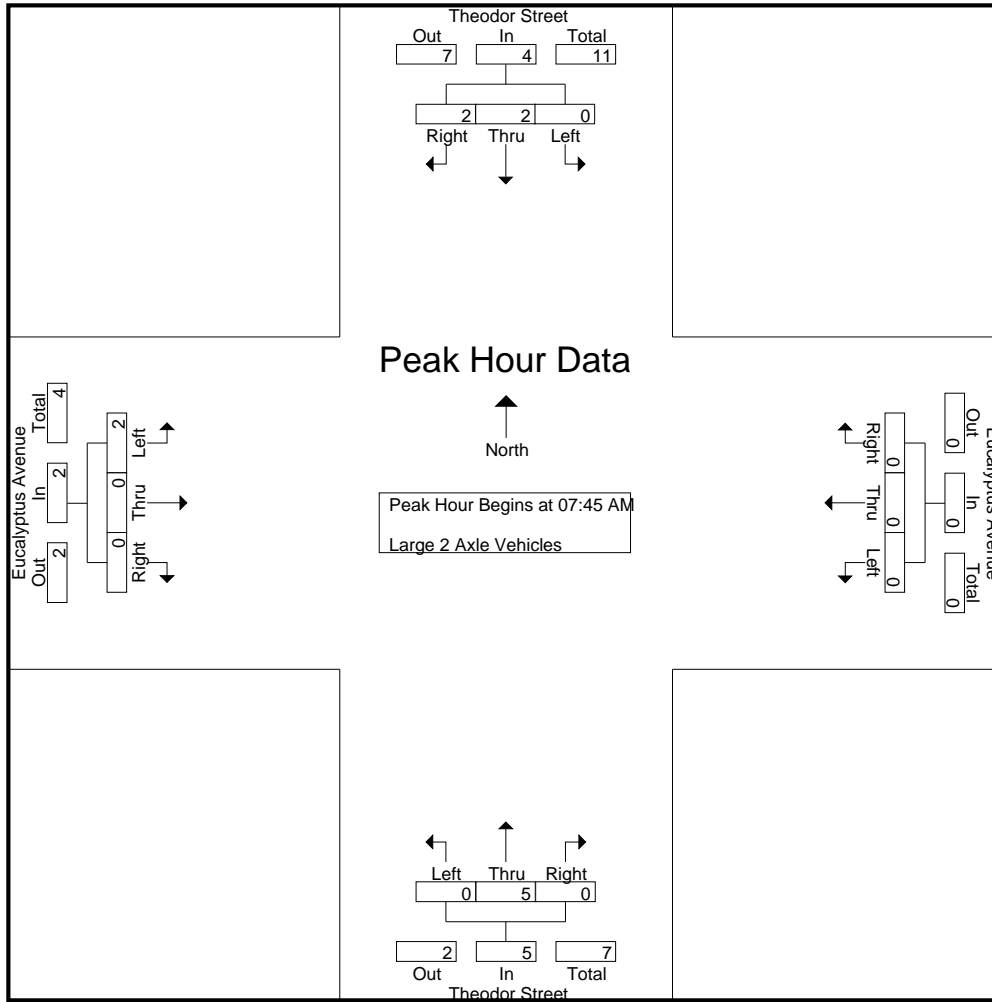 Theodor Street
Out In Total
7 4 11
2 2 0
Right Thru Left
Peak Hour Data
North
Peak Hour Begins at 07:45 AM
Large 2 Axle Vehicles
Eucalyptus Avenue
Out In Total
2 2 4
0 0 2
Right Thru Left
Eucalyptus Avenue
Out In Total
0 0 0
0 0 0
Right Thru Left
Left Thru Right
0 5 0
2 5 7
Out In Total
Theodor Street